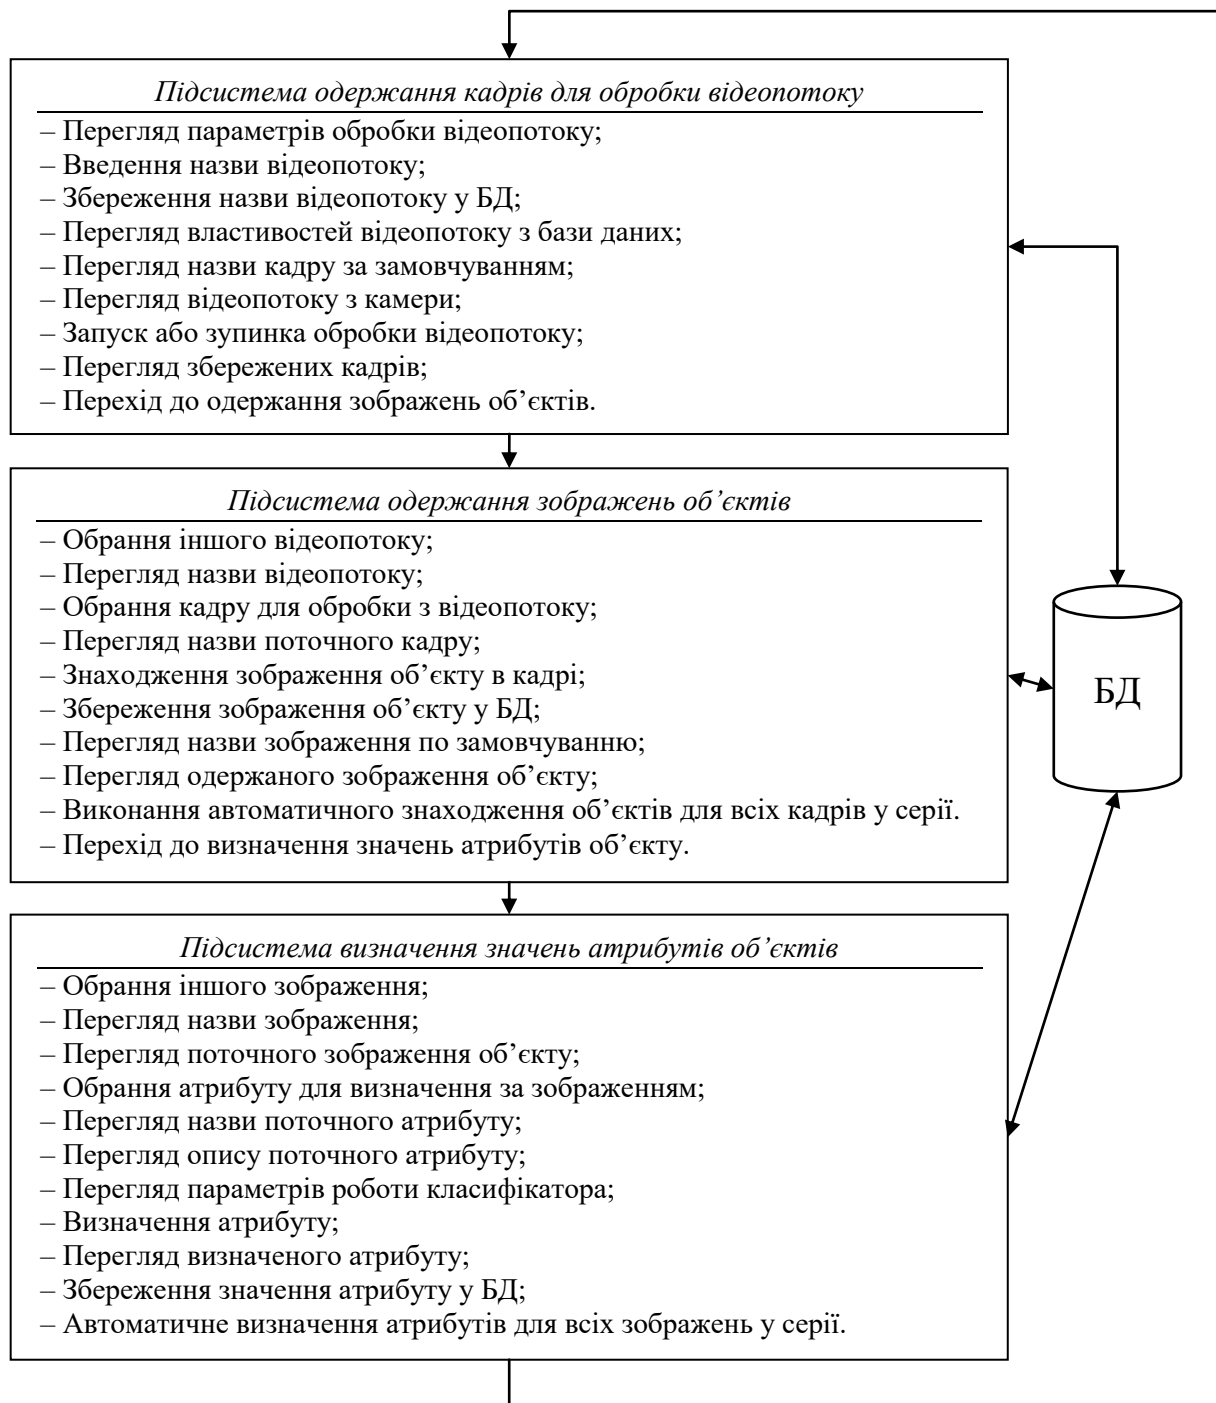 Підсистема одержання кадрів для обробки відеопотоку
– Перегляд параметрів обробки відеопотоку;
– Введення назви відеопотоку;
– Збереження назви відеопотоку у БД;
– Перегляд властивостей відеопотоку з бази даних;
– Перегляд назви кадру за замовчуванням;
– Перегляд відеопотоку з камери;
– Запуск або зупинка обробки відеопотоку;
– Перегляд збережених кадрів;
– Перехід до одержання зображень об’єктів.
Підсистема одержання зображень об’єктів
– Обрання іншого відеопотоку;
– Перегляд назви відеопотоку;
– Обрання кадру для обробки з відеопотоку;
– Перегляд назви поточного кадру;
– Знаходження зображення об’єкту в кадрі;
– Збереження зображення об’єкту у БД;
– Перегляд назви зображення по замовчуванню;
– Перегляд одержаного зображення об’єкту;
– Виконання автоматичного знаходження об’єктів для всіх кадрів у серії.
– Перехід до визначення значень атрибутів об’єкту.
БД
Підсистема визначення значень атрибутів об’єктів
– Обрання іншого зображення;
– Перегляд назви зображення;
– Перегляд поточного зображення об’єкту;
– Обрання атрибуту для визначення за зображенням;
– Перегляд назви поточного атрибуту;
– Перегляд опису поточного атрибуту;
– Перегляд параметрів роботи класифікатора;
– Визначення атрибуту;
– Перегляд визначеного атрибуту;
– Збереження значення атрибуту у БД;
– Автоматичне визначення атрибутів для всіх зображень у серії.